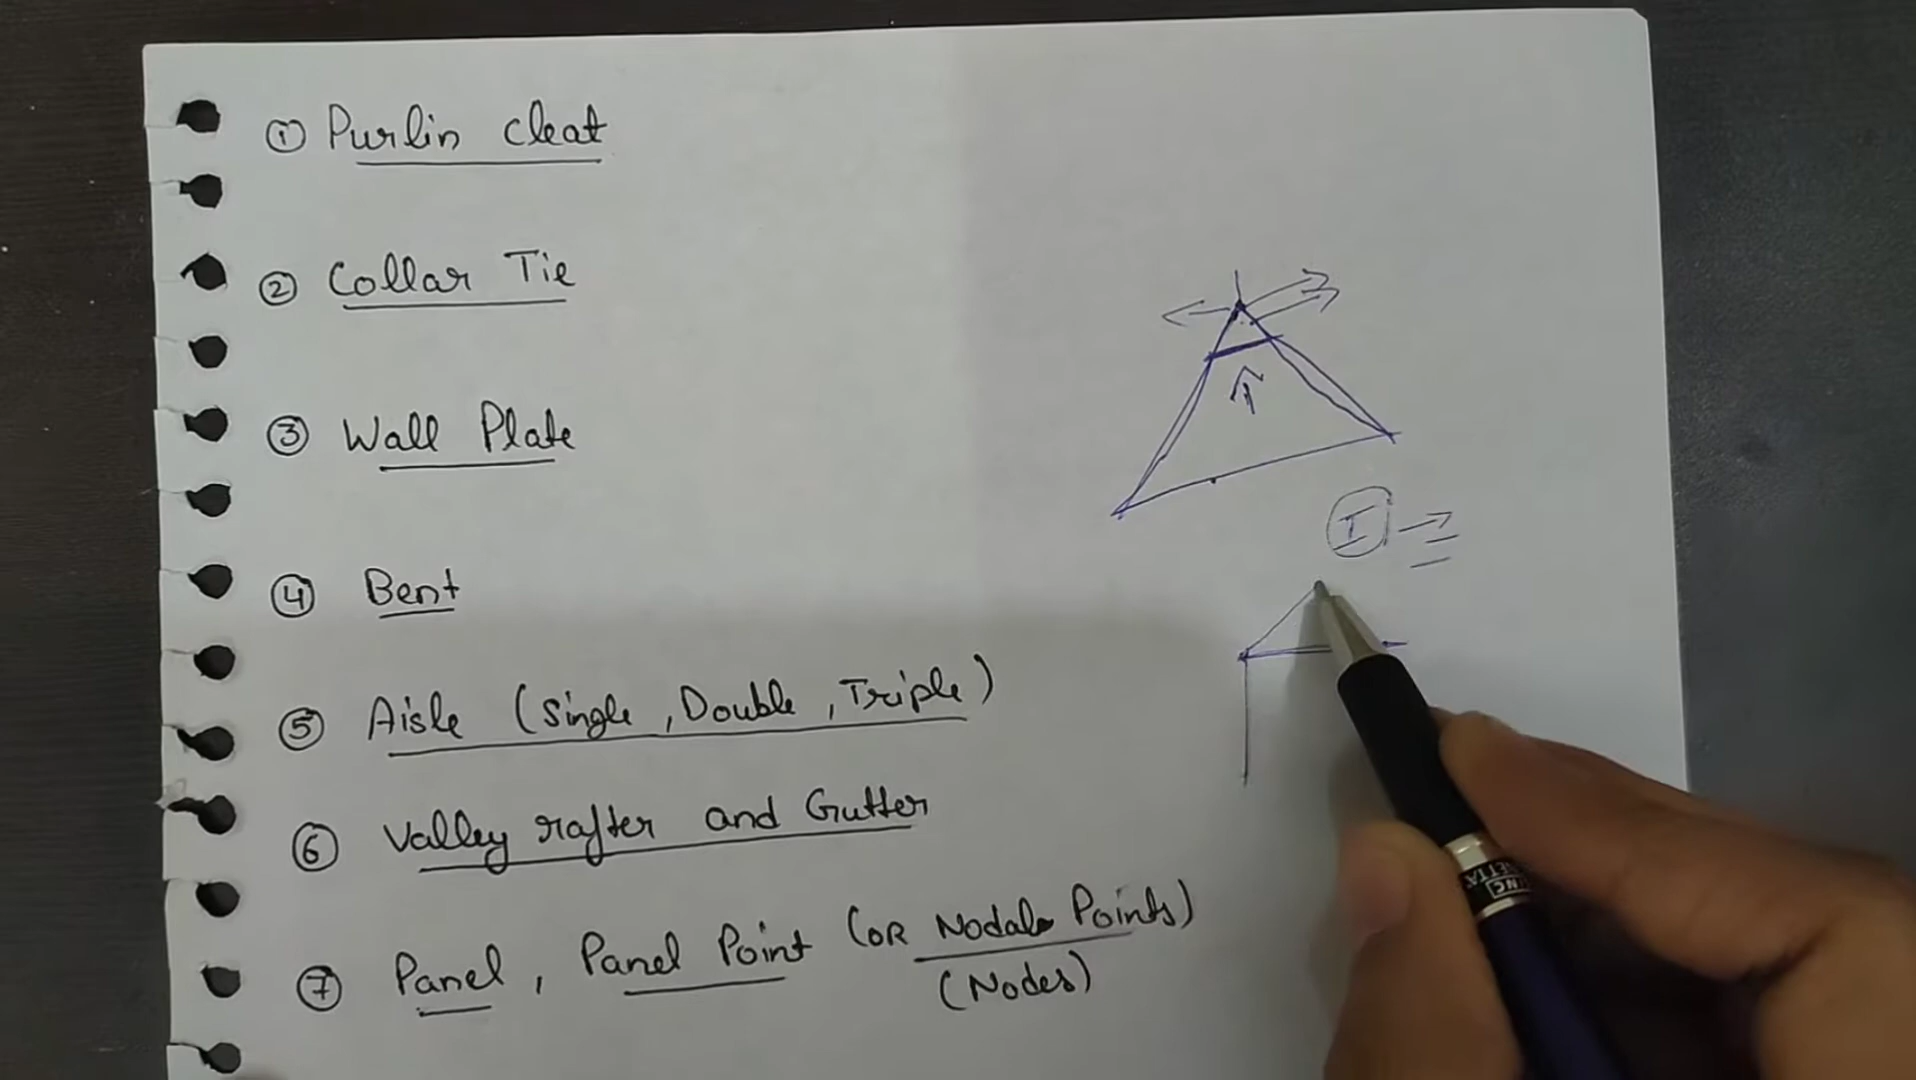 ① Purlin cleat
② Collar Tie
③ Wall Plate
④ Bent
I
⑤ Aisle (Single, Double, Triple)
⑥ Valley rafter and Gutter
⑦ Panel, Panel Point (OR Nodal Points)
(Nodes)